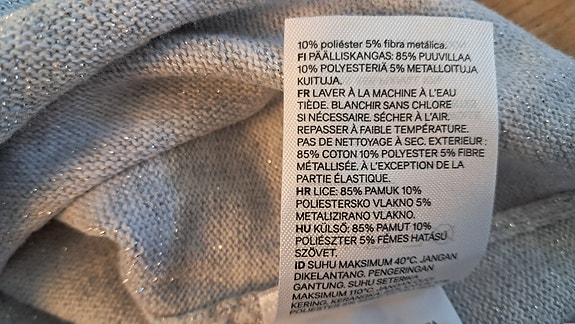 10% poliéster 5% fibra metálica.
FI PÄÄLLISKANGAS: 85% PUUVILLAA
10% POLYESTERIÄ 5% METALLOITUJA
KUITUJA.
FR LAVER À LA MACHINE À L'EAU
TIÈDE. BLANCHIR SANS CHLORE
SI NÉCESSAIRE. SÉCHER À L'AIR.
REPASSER À FAIBLE TEMPÉRATURE.
PAS DE NETTOYAGE À SEC. EXTERIEUR :
85% COTON 10% POLYESTER 5% FIBRE
MÉTALLISÉE. À L'EXCEPTION DE LA
PARTIE ÉLASTIQUE.
HR LICE: 85% PAMUK 10%
POLIESTERSKO VLAKNO 5%
METALIZIRANO VLAKNO.
HU KÜLSŐ: 85% PAMUT 10%
POLIÉSZTER 5% FÉMES HATÁSÚ
SZÖVET.
ID SUHU MAKSIMUM 40°C. JANGAN
DIKELANTANG. PENGERINGAN
GANTUNG. SUHU SETERIKA
MAKSIMUM 110°C.
KERING.